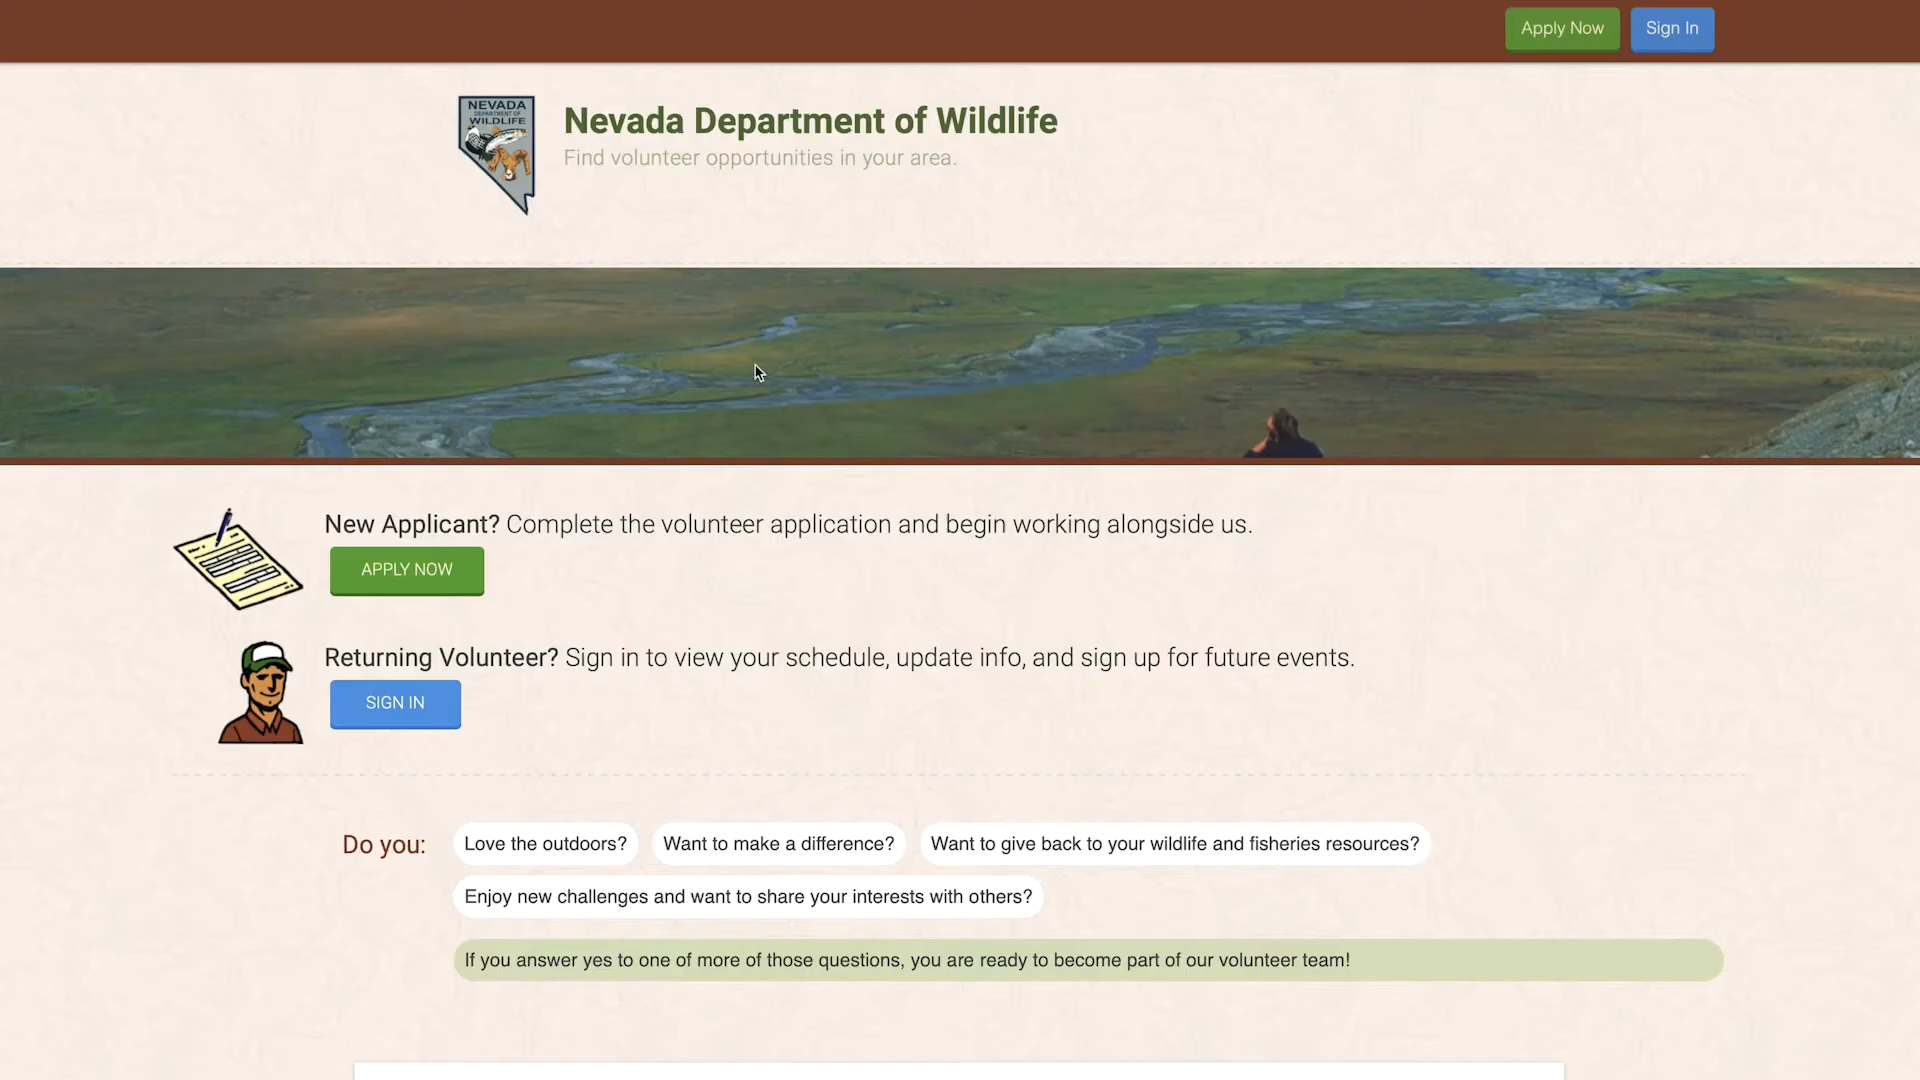 Apply Now
Sign In
NEVADA
DEPARTMENT OF
WILDLIFE
Nevada Department of Wildlife
Find volunteer opportunities in your area.
New Applicant? Complete the volunteer application and begin working alongside us.
APPLY NOW
Returning Volunteer? Sign in to view your schedule, update info, and sign up for future events.
SIGN IN
Do you:
Love the outdoors?
Want to make a difference?
Want to give back to your wildlife and fisheries resources?
Enjoy new challenges and want to share your interests with others?
If you answer yes to one of more of those questions, you are ready to become part of our volunteer team!